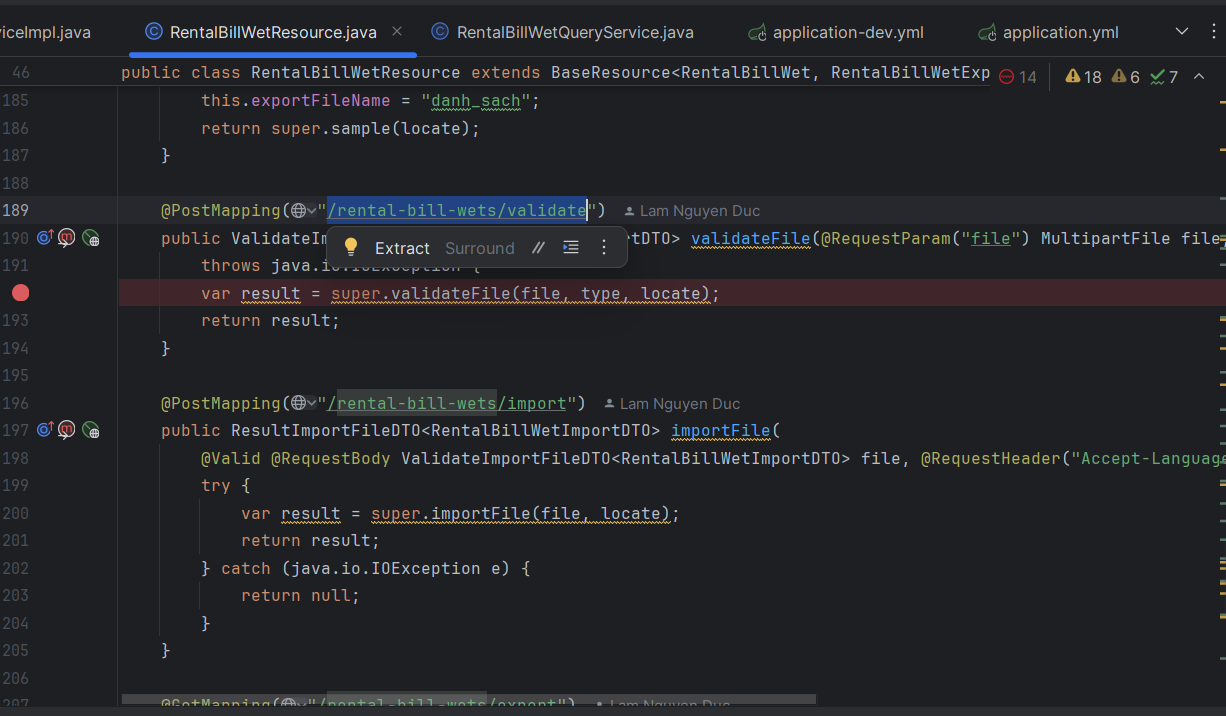 viceImpl.java RentalBillWetResource.java RentalBillWetQueryService.java application-dev.yml application.yml
46 public class RentalBillWetResource extends BaseResource<RentalBillWet, RentalBillWetExp 14 18 6 7
185 this.exportFileName = "danh_sach";
186 return super.sample(locate);
187 }
188
189 @PostMapping("/rental-bill-wets/validate") Lam Nguyen Duc
190 public ValidateIm rtDTO> validateFile(@RequestParam("file") MultipartFile file,
Extract Surround //
191 throws java.io.IOException {
var result = super.validateFile(file, type, locate);
193 return result;
194 }
195
196 @PostMapping("/rental-bill-wets/import") Lam Nguyen Duc
197 public ResultImportFileDTO<RentalBillWetImportDTO> importFile(
198 @Valid @RequestBody ValidateImportFileDTO<RentalBillWetImportDTO> file, @RequestHeader("Accept-Language
199 try {
200 var result = super.importFile(file, locate);
201 return result;
202 } catch (java.io.IOException e) {
203 return null;
204 }
205 }
206
207 @GetMapping("/rental-bill-wets/export") Lam Nguyen Duc